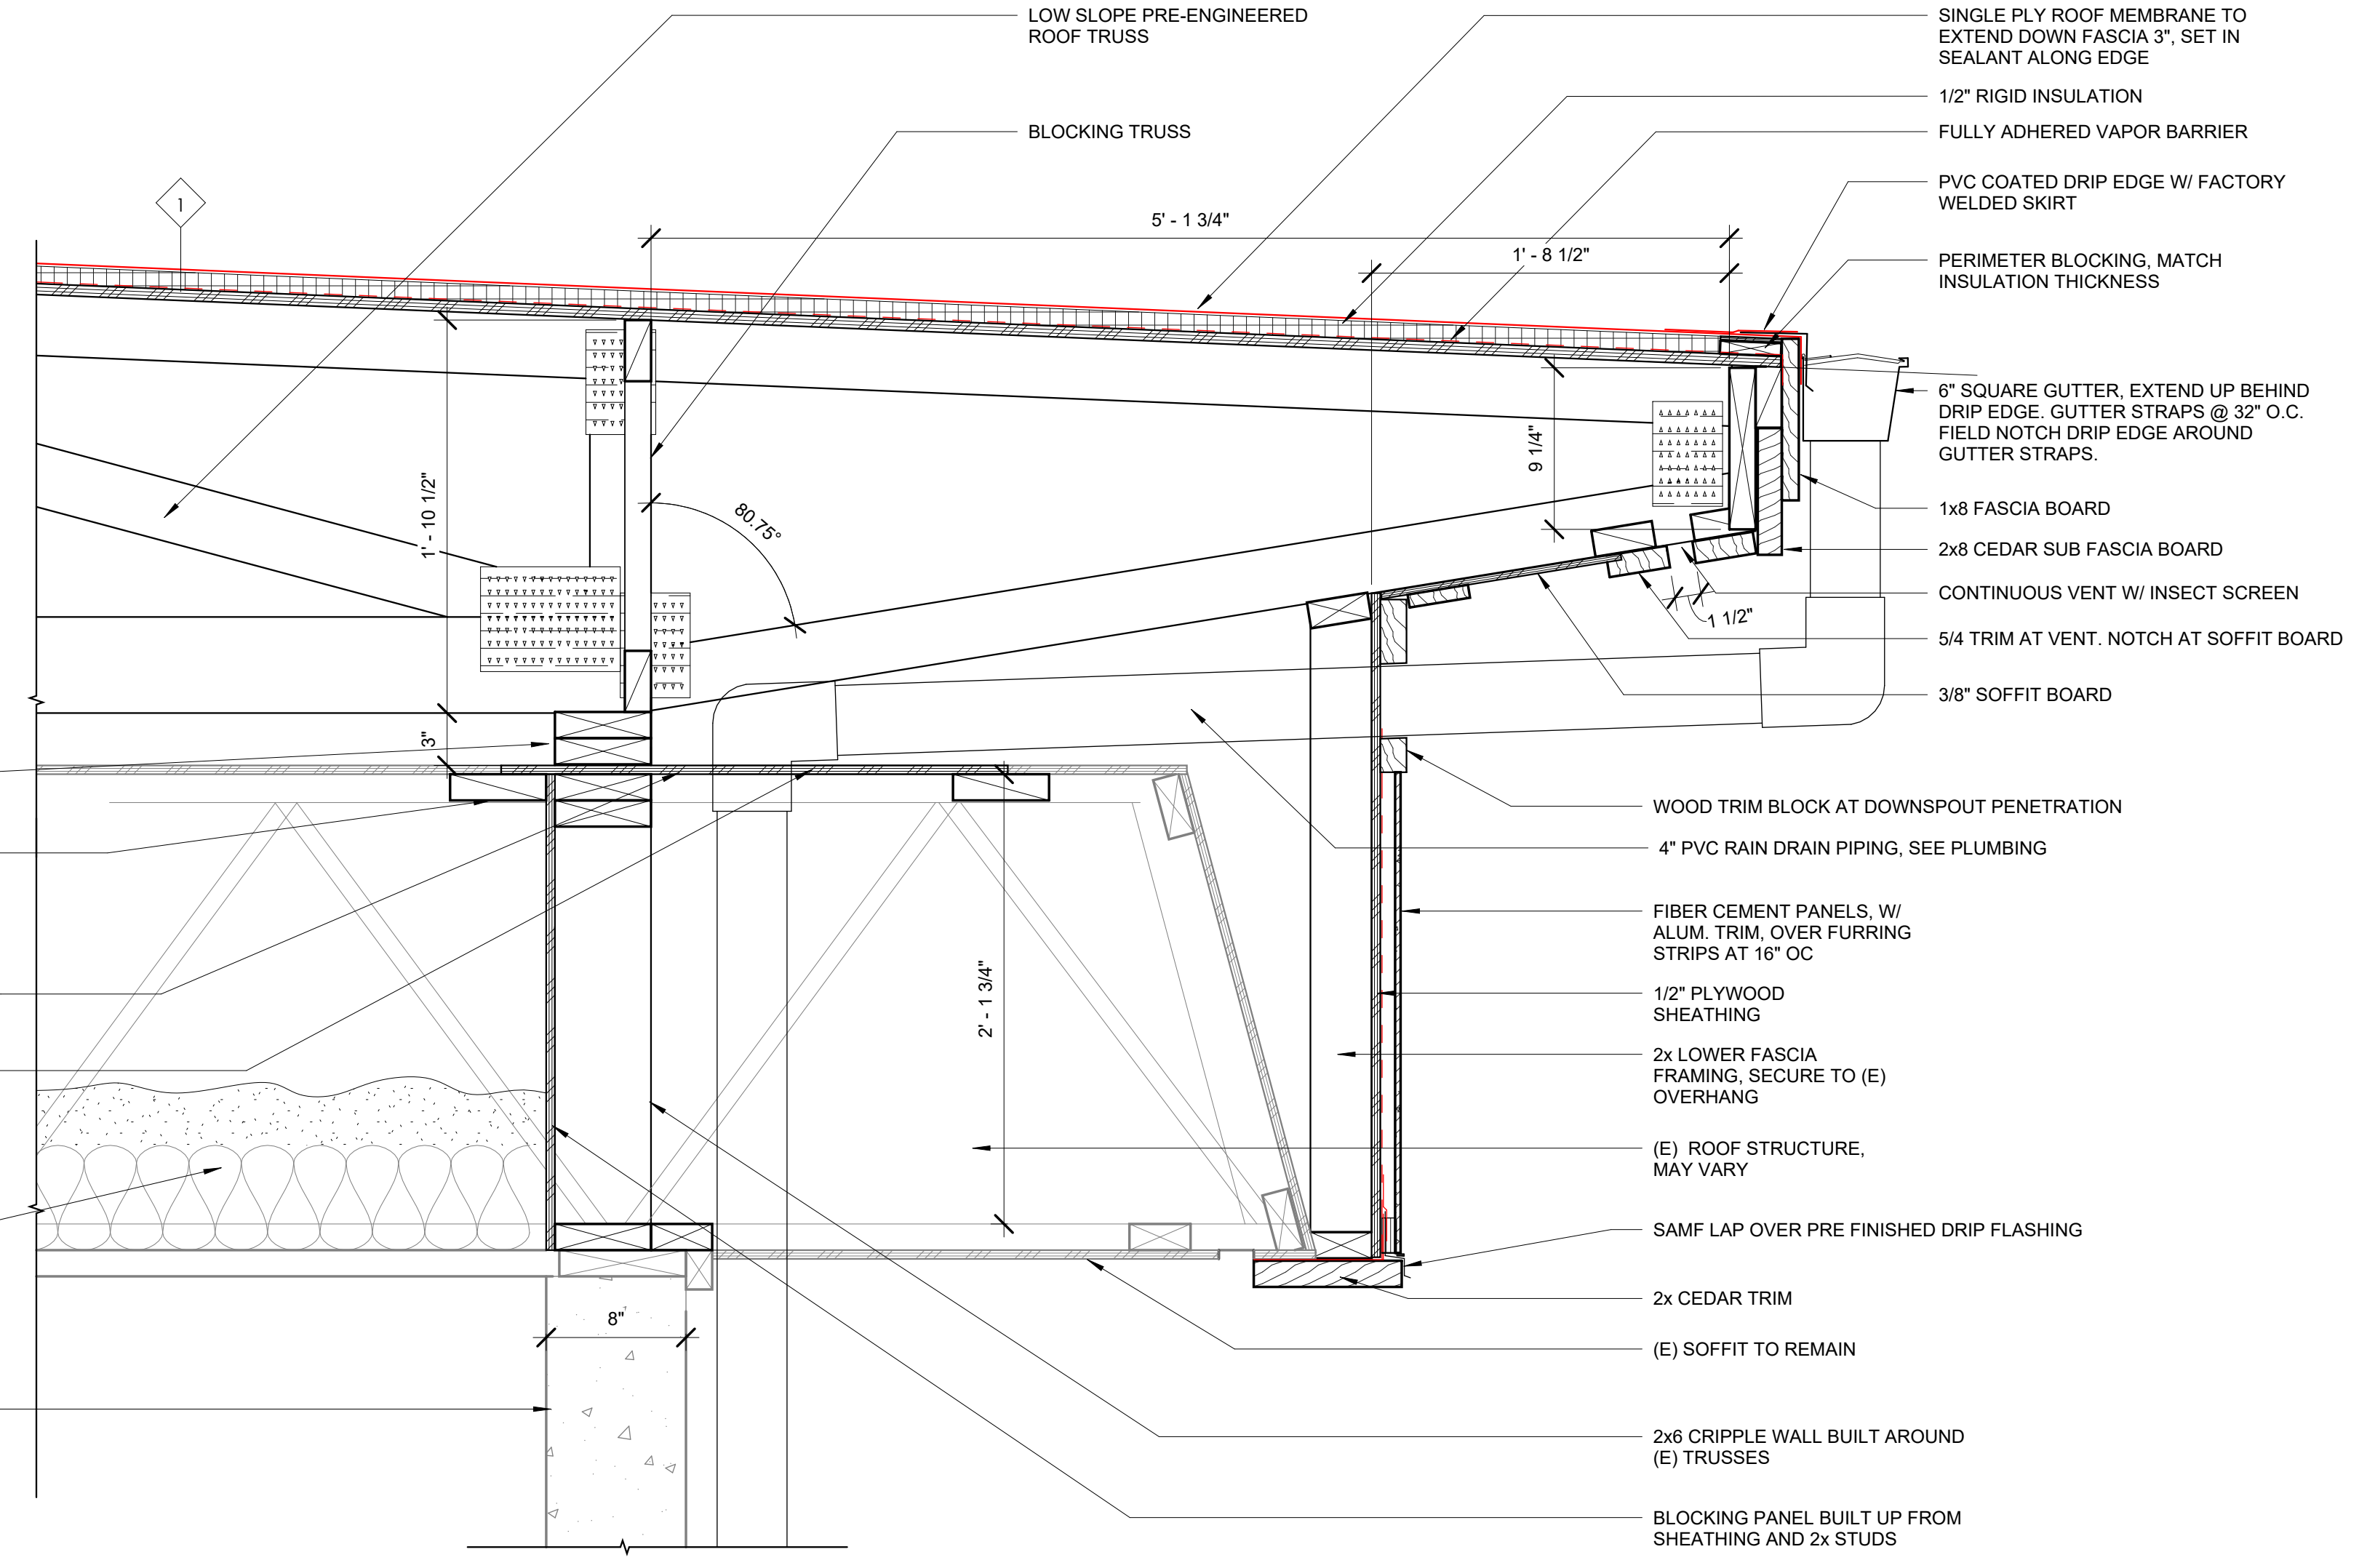 LOW SLOPE PRE-ENGINEERED
ROOF TRUSS
BLOCKING TRUSS
SINGLE PLY ROOF MEMBRANE TO
EXTEND DOWN FASCIA 3", SET IN
SEALANT ALONG EDGE
1/2" RIGID INSULATION
FULLY ADHERED VAPOR BARRIER
PVC COATED DRIP EDGE W/ FACTORY
WELDED SKIRT
PERIMETER BLOCKING, MATCH
INSULATION THICKNESS
6" SQUARE GUTTER, EXTEND UP BEHIND
DRIP EDGE. GUTTER STRAPS @ 32" O.C.
FIELD NOTCH DRIP EDGE AROUND
GUTTER STRAPS.
1x8 FASCIA BOARD
2x8 CEDAR SUB FASCIA BOARD
CONTINUOUS VENT W/ INSECT SCREEN
5/4 TRIM AT VENT. NOTCH AT SOFFIT BOARD
3/8" SOFFIT BOARD
WOOD TRIM BLOCK AT DOWNSPOUT PENETRATION
4" PVC RAIN DRAIN PIPING, SEE PLUMBING
FIBER CEMENT PANELS, W/
ALUM. TRIM, OVER FURRING
STRIPS AT 16" OC
1/2" PLYWOOD
SHEATHING
2x LOWER FASCIA
FRAMING, SECURE TO (E)
OVERHANG
(E) ROOF STRUCTURE,
MAY VARY
SAMF LAP OVER PRE FINISHED DRIP FLASHING
2x CEDAR TRIM
(E) SOFFIT TO REMAIN
2x6 CRIPPLE WALL BUILT AROUND
(E) TRUSSES
BLOCKING PANEL BUILT UP FROM
SHEATHING AND 2x STUDS
1
5' - 1 3/4"
1' - 8 1/2"
9 1/4"
1' - 10 1/2"
80.75°
1 1/2"
3"
2' - 1 3/4"
8"